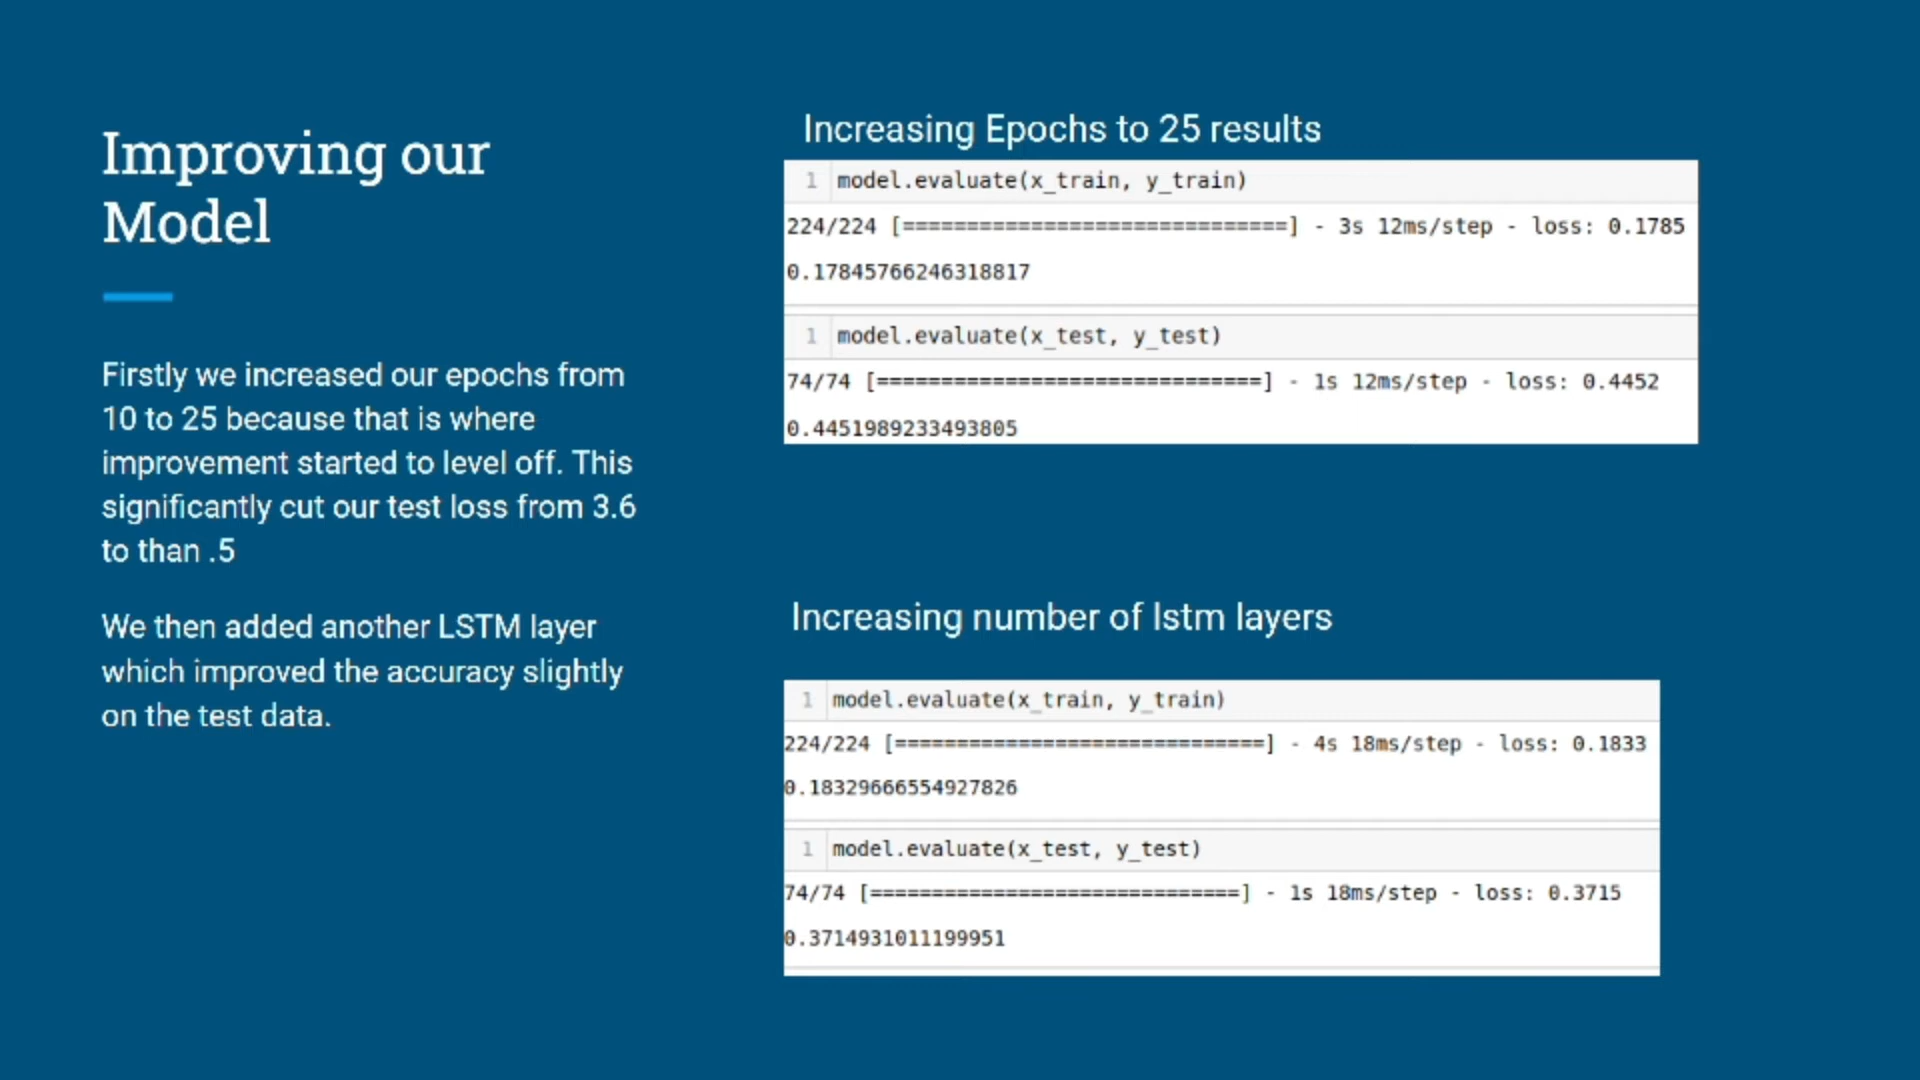 Improving our
Model
Firstly we increased our epochs from
10 to 25 because that is where
improvement started to level off. This
significantly cut our test loss from 3.6
to than .5
We then added another LSTM layer
which improved the accuracy slightly
on the test data.
Increasing Epochs to 25 results
1 model.evaluate(x_train, y_train)
224/224 [==============================] - 3s 12ms/step - loss: 0.1785
0.17845766246318817
1 model.evaluate(x_test, y_test)
74/74 [==============================] - 1s 12ms/step - loss: 0.4452
0.4451989233493805
Increasing number of lstm layers
1 model.evaluate(x_train, y_train)
224/224 [==============================] - 4s 18ms/step - loss: 0.1833
0.18329666554927826
1 model.evaluate(x_test, y_test)
74/74 [==============================] - 1s 18ms/step - loss: 0.3715
0.3714931011199951